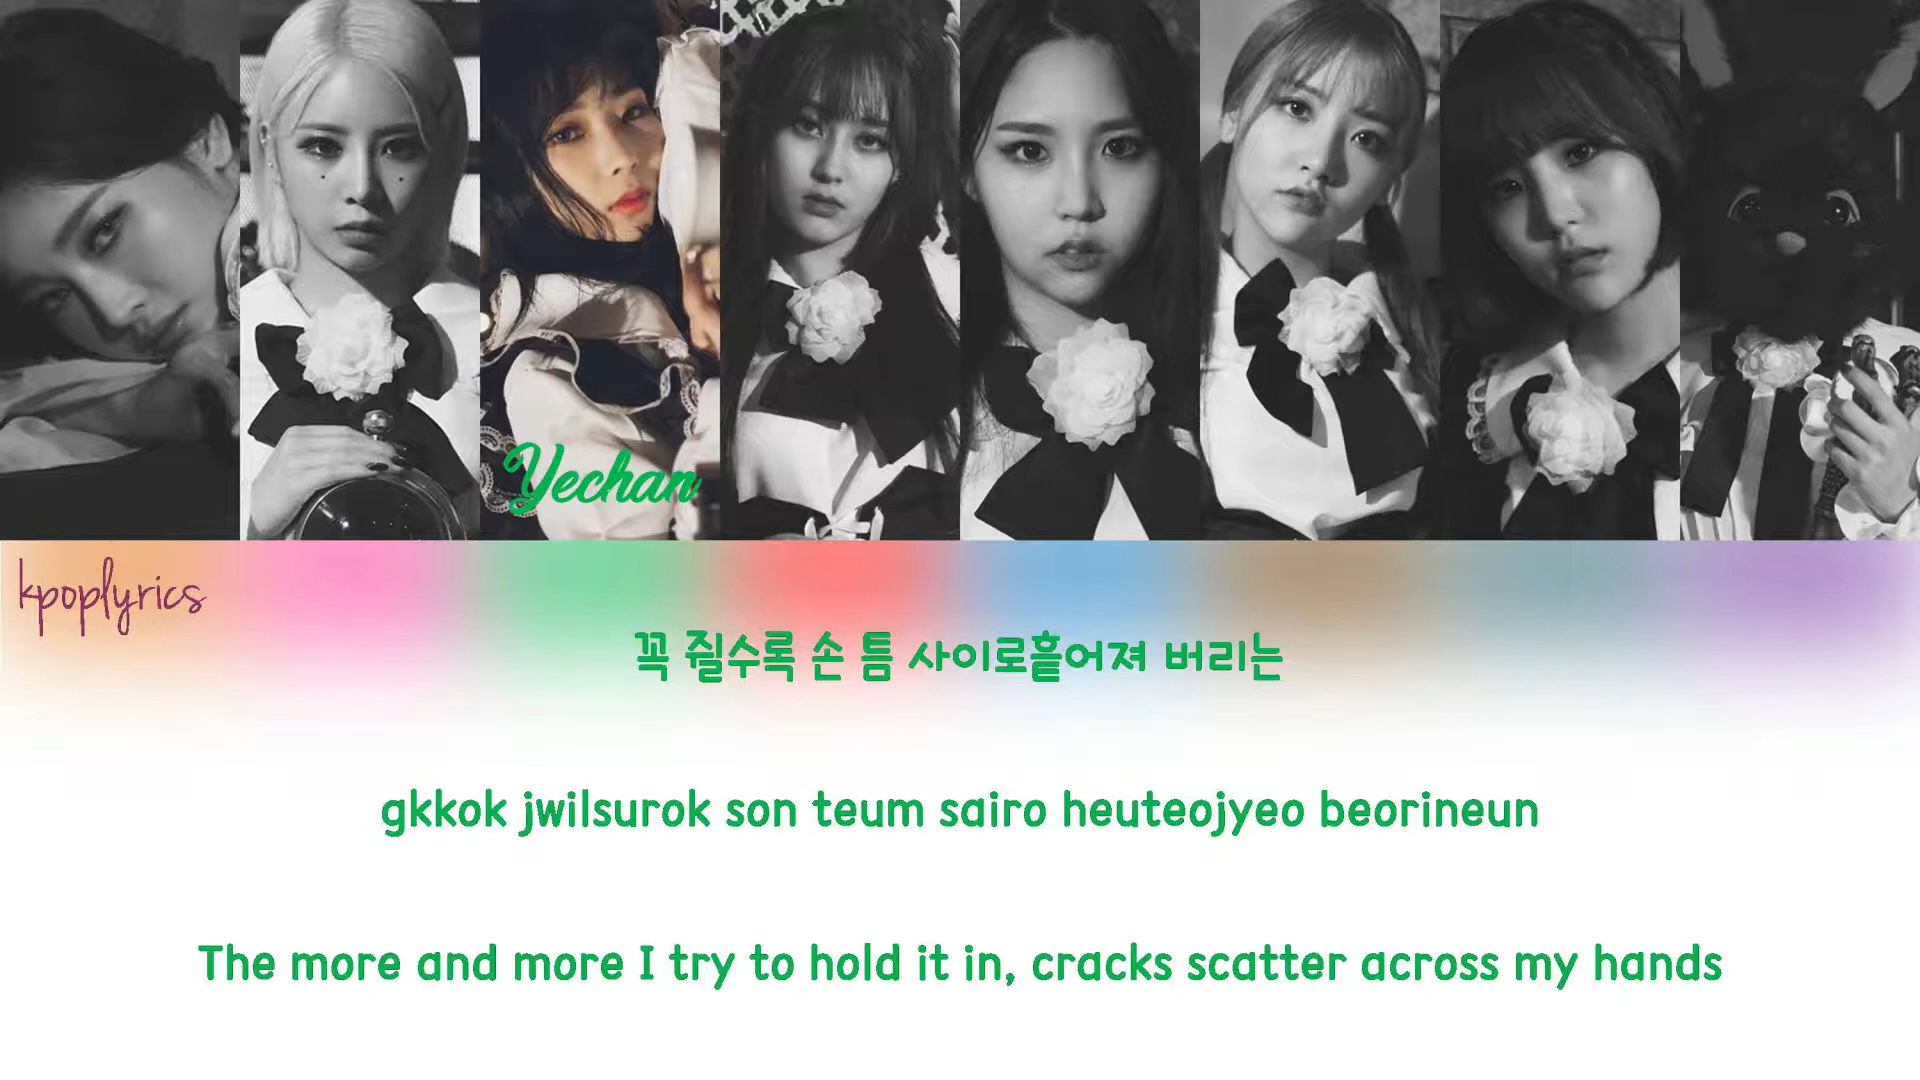 Yechan
kpoplyrics
꼭 쥘수록 손 틈 사이로흩어져 버리는
gkkok jwilsurok son teum sairo heuteojyeo beorineun
The more and more I try to hold it in, cracks scatter across my hands